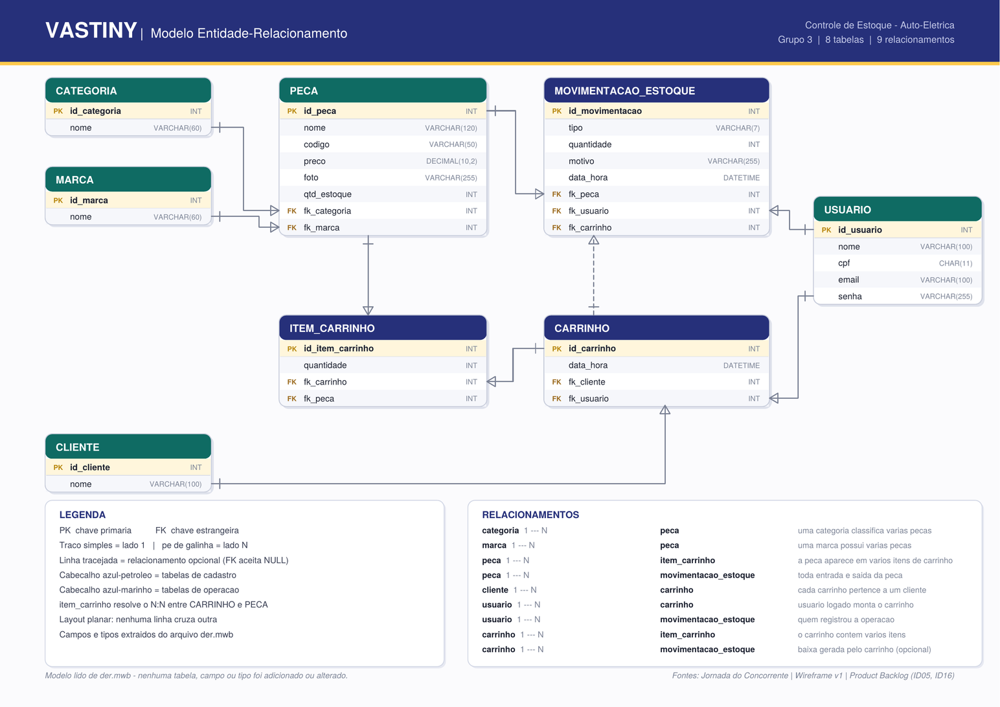 VASTINY | Modelo Entidade-Relacionamento
Controle de Estoque - Auto-Eletrica
Grupo 3 | 8 tabelas | 9 relacionamentos
CATEGORIA
PK id_categoria INT
nome VARCHAR(60)
MARCA
PK id_marca INT
nome VARCHAR(60)
PECA
PK id_peca INT
nome VARCHAR(120)
codigo VARCHAR(50)
preco DECIMAL(10,2)
foto VARCHAR(255)
qtd_estoque INT
FK fk_categoria INT
FK fk_marca INT
MOVIMENTACAO_ESTOQUE
PK id_movimentacao INT
tipo VARCHAR(7)
quantidade INT
motivo VARCHAR(255)
data_hora DATETIME
FK fk_peca INT
FK fk_usuario INT
FK fk_carrinho INT
USUARIO
PK id_usuario INT
nome VARCHAR(100)
cpf CHAR(11)
email VARCHAR(100)
senha VARCHAR(255)
ITEM_CARRINHO
PK id_item_carrinho INT
quantidade INT
FK fk_carrinho INT
FK fk_peca INT
CARRINHO
PK id_carrinho INT
data_hora DATETIME
FK fk_cliente INT
FK fk_usuario INT
CLIENTE
PK id_cliente INT
nome VARCHAR(100)
LEGENDA
PK chave primaria FK chave estrangeira
Traco simples = lado 1 | pe de galinha = lado N
Linha tracejada = relacionamento opcional (FK aceita NULL)
Cabecalho azul-petroleo = tabelas de cadastro
Cabecalho azul-marinho = tabelas de operacao
item_carrinho resolve o N:N entre CARRINHO e PECA
Layout planar: nenhuma linha cruza outra
Campos e tipos extraidos do arquivo der.mwb
RELACIONAMENTOS
categoria 1 --- N peca uma categoria classifica varias pecas
marca 1 --- N peca uma marca possui varias pecas
peca 1 --- N item_carrinho a peca aparece em varios itens de carrinho
peca 1 --- N movimentacao_estoque toda entrada e saida da peca
cliente 1 --- N carrinho cada carrinho pertence a um cliente
usuario 1 --- N carrinho usuario logado monta o carrinho
usuario 1 --- N movimentacao_estoque quem registrou a operacao
carrinho 1 --- N item_carrinho o carrinho contem varios itens
carrinho 1 --- N movimentacao_estoque baixa gerada pelo carrinho (opcional)
Modelo lido de der.mwb - nenhuma tabela, campo ou tipo foi adicionado ou alterado.
Fontes: Jornada do Concorrente | Wireframe v1 | Product Backlog (ID05, ID16)